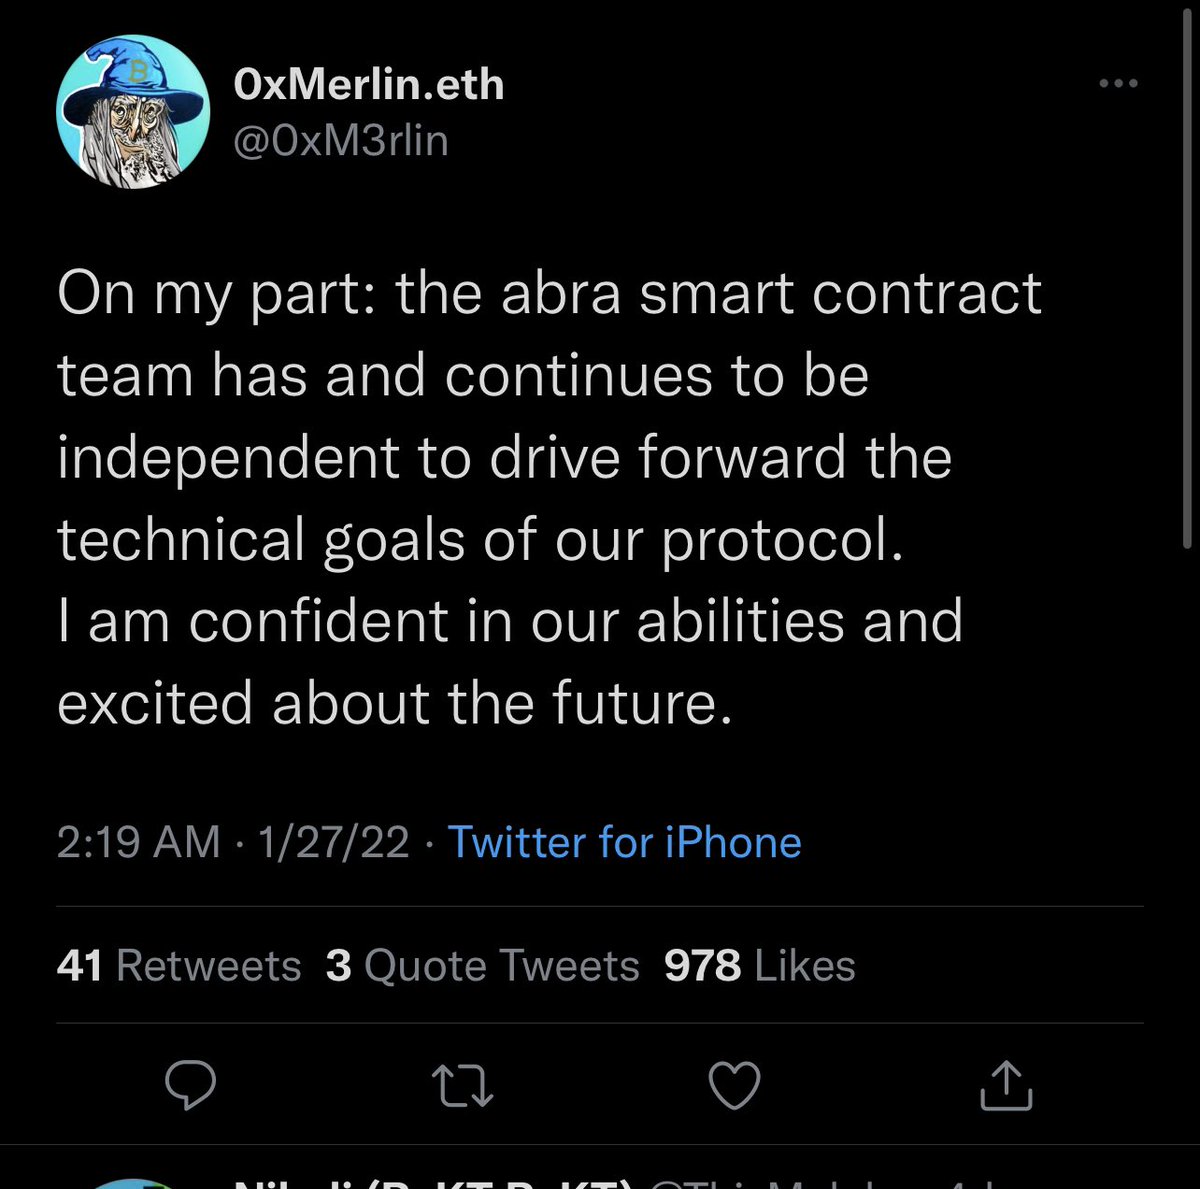 0xMerlin.eth
@0xM3rlin
On my part: the abra smart contract
team has and continues to be
independent to drive forward the
technical goals of our protocol.
I am confident in our abilities and
excited about the future.
2:19 AM · 1/27/22 · Twitter for iPhone
41 Retweets 3 Quote Tweets 978 Likes